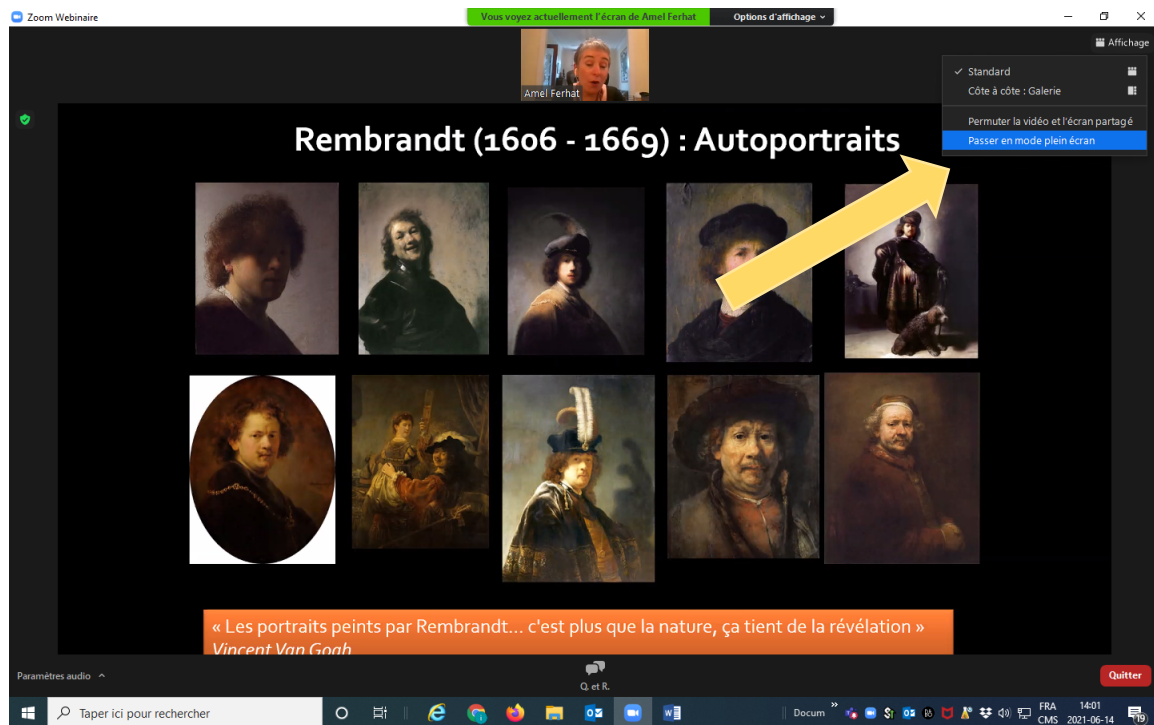 Zoom Webinaire
Vous voyez actuellement l'écran de Amel Ferhat
Options d'affichage
Affichage
Amel Ferhat
Standard
Côte à côte : Galerie
Permuter la vidéo et l'écran partagé
Passer en mode plein écran
Rembrandt (1606 - 1669) : Autoportraits
« Les portraits peints par Rembrandt... c'est plus que la nature, ça tient de la révélation »
Vincent Van Gogh
Paramètres audio
Q. et R.
Quitter
Taper ici pour rechercher
Docum
FRA
CMS
14:01
2021-06-14
19